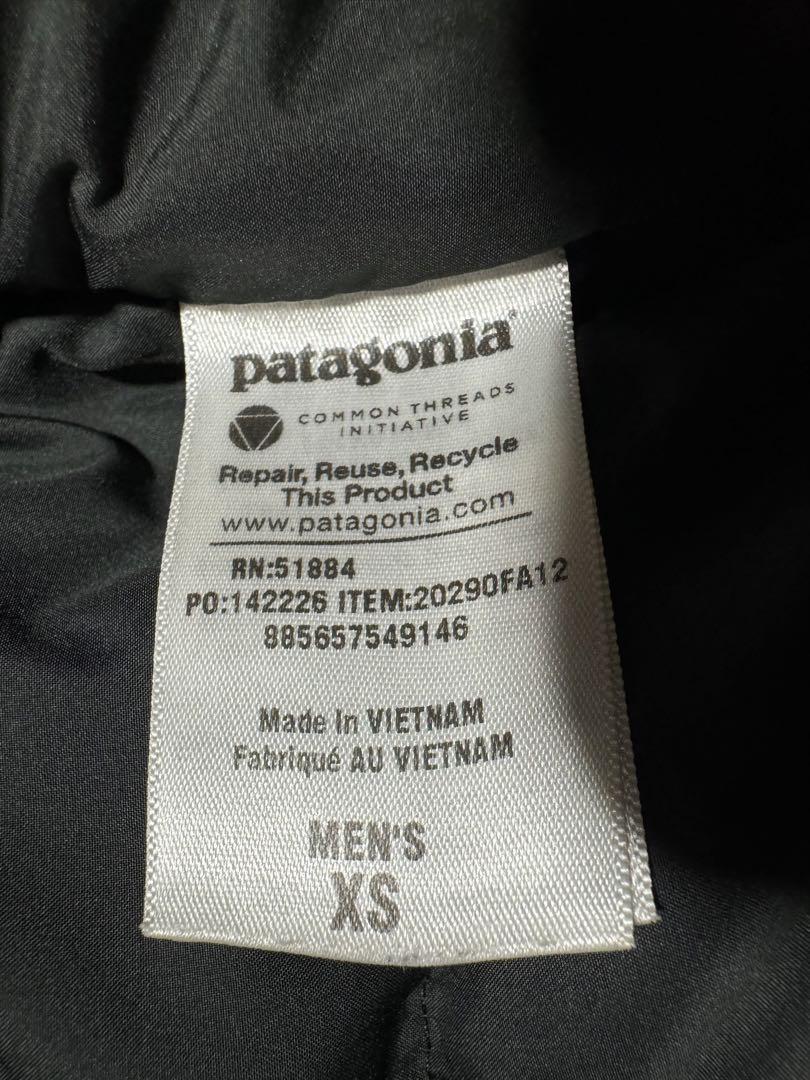 patagonia®
COMMON THREADS
INITIATIVE
Repair, Reuse, Recycle
This Product
www.patagonia.com
RN:51884
PO:142226 ITEM:20290FA12
885657549146
Made In VIETNAM
Fabriqué AU VIETNAM
MEN'S
XS